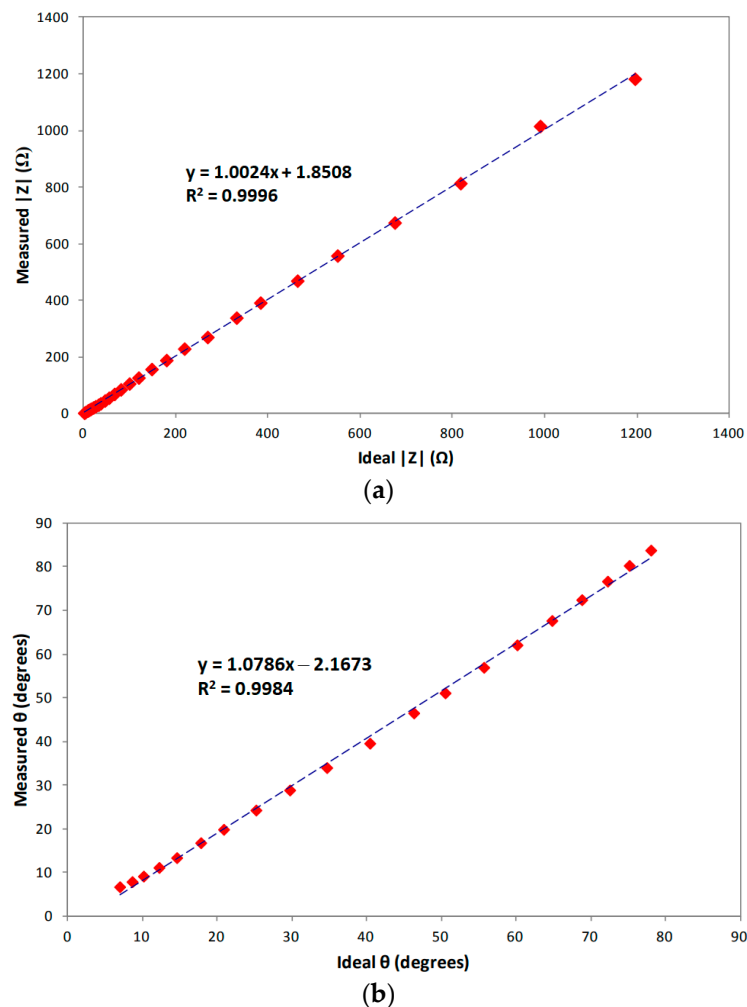 1400
1200
1000
800
600
400
200
0
Measured |Z| (Ω)
y = 1.0024x + 1.8508
R² = 0.9996
0 200 400 600 800 1000 1200 1400
Ideal |Z| (Ω)
(a)
90
80
70
60
50
40
30
20
10
0
Measured θ (degrees)
y = 1.0786x − 2.1673
R² = 0.9984
0 10 20 30 40 50 60 70 80 90
Ideal θ (degrees)
(b)